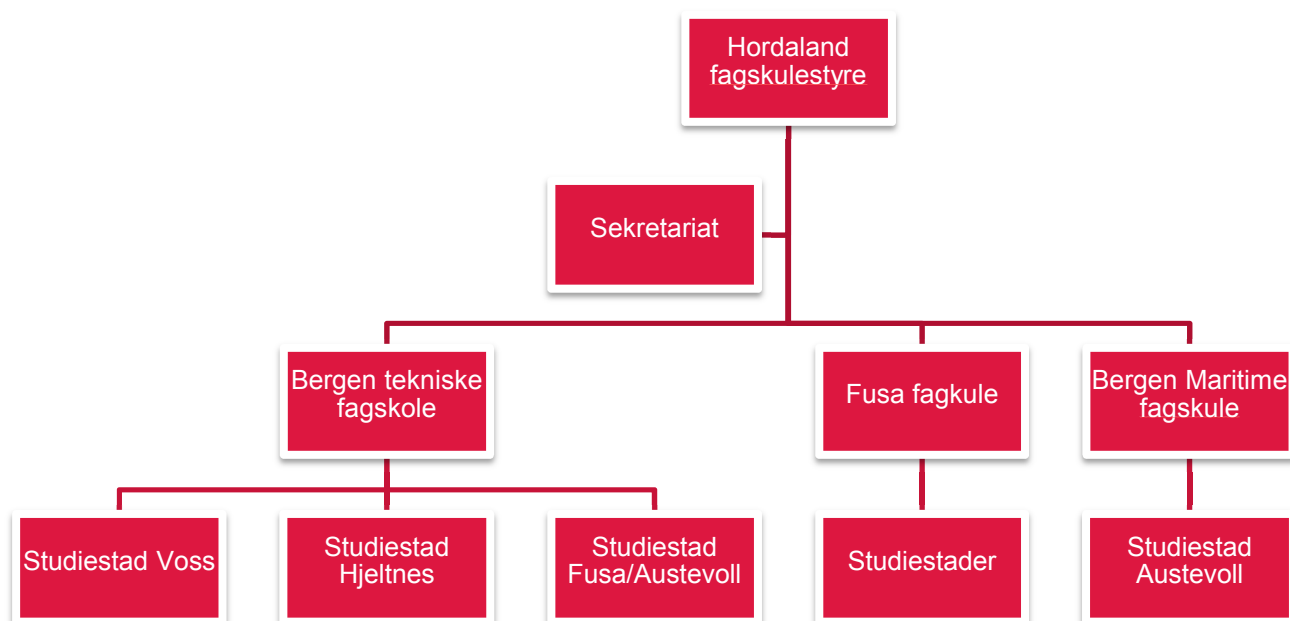 Hordaland
fagskulestyre
Sekretariat
Bergen tekniske
fagskole
Fusa fagkule
Bergen Maritime
fagskule
Studiestad Voss
Studiestad
Hjeltnes
Studiestad
Fusa/Austevoll
Studiestader
Studiestad
Austevoll